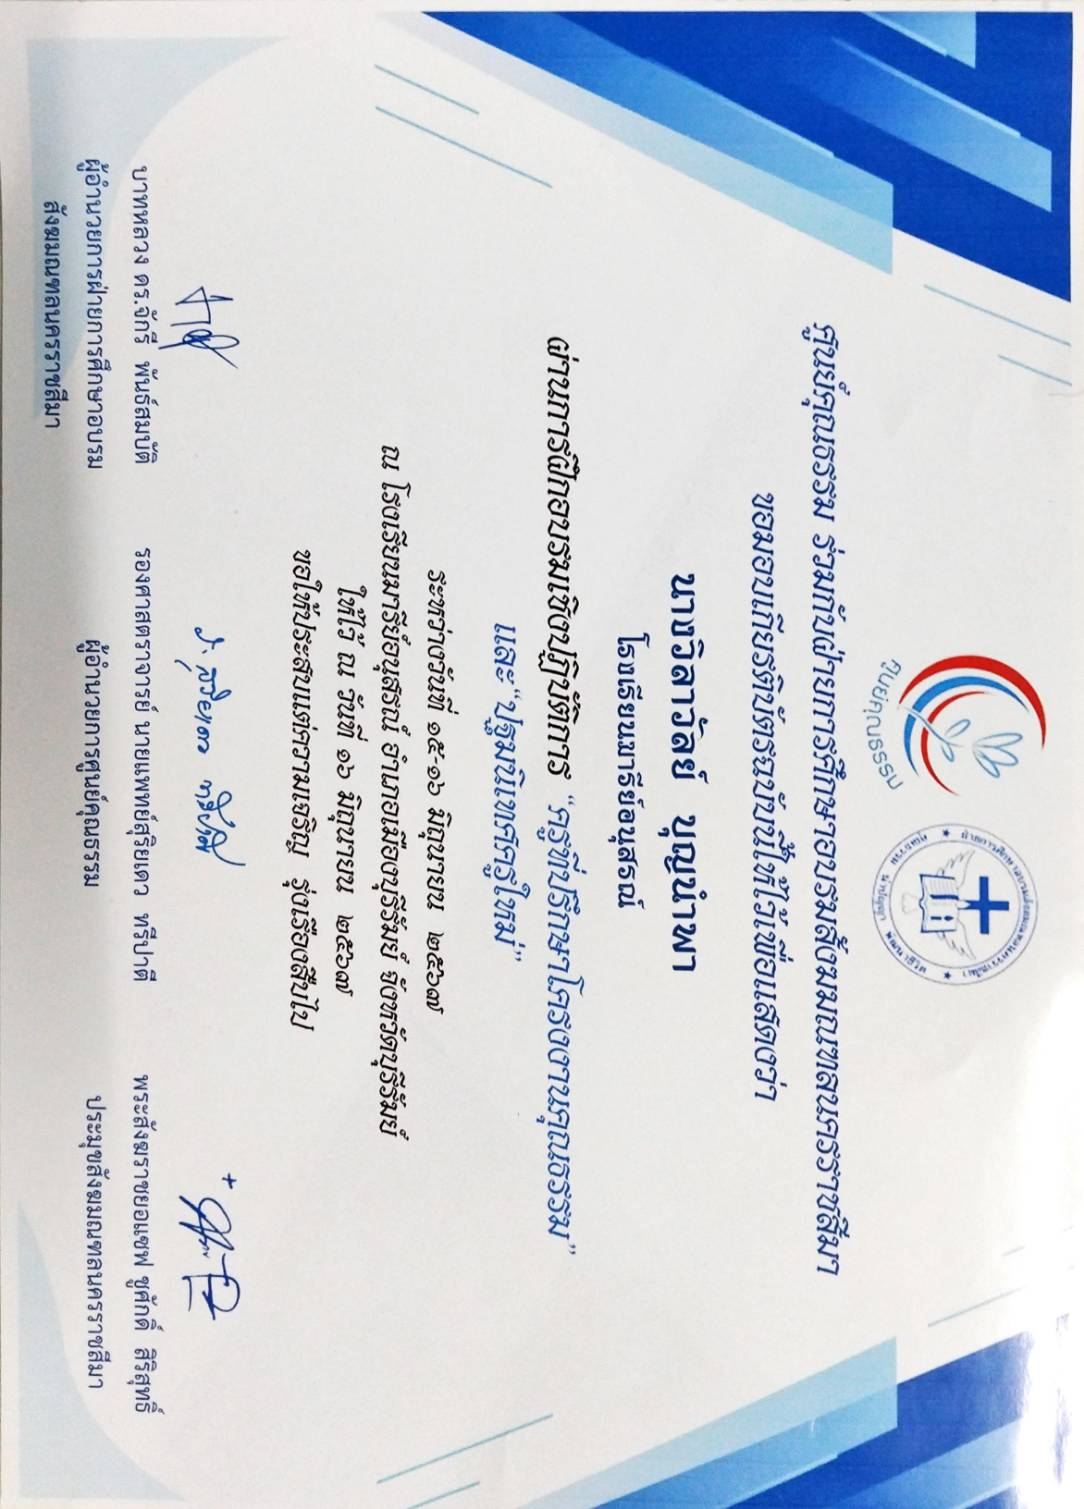 ศูนย์คุณธรรม
ศูนย์คุณธรรม ร่วมกับฝ่ายการศึกษาอบรมสังฆมณฑลนครราชสีมา
ขอมอบเกียรติบัตรฉบับนี้ให้ไว้เพื่อแสดงว่า
นางวิลาวัลย์ บุญนำพา
โรงเรียนมารีย์อนุสรณ์
ผ่านการฝึกอบรมเชิงปฏิบัติการ “ครูที่ปรึกษาโครงงานคุณธรรม”
และ “ปฐมนิเทศครูใหม่”
ระหว่างวันที่ ๑๕-๑๖ มิถุนายน ๒๕๖๗
ณ โรงเรียนมารีย์อนุสรณ์ อำเภอเมืองบุรีรัมย์ จังหวัดบุรีรัมย์
ให้ไว้ ณ วันที่ ๑๖ มิถุนายน ๒๕๖๗
ขอให้ประสบแต่ความเจริญ รุ่งเรืองสืบไป
บาทหลวง ดร.จักรี พันธ์สมบัติ
ผู้อำนวยการฝ่ายการศึกษาอบรม
สังฆมณฑลนครราชสีมา
รองศาสตราจารย์ นายแพทย์สุริยเดว ทรีปาตี
ผู้อำนวยการศูนย์คุณธรรม
พระสังฆราชยอแซฟ ชูศักดิ์ สิริสุทธิ์
ประมุขสังฆมณฑลนครราชสีมา